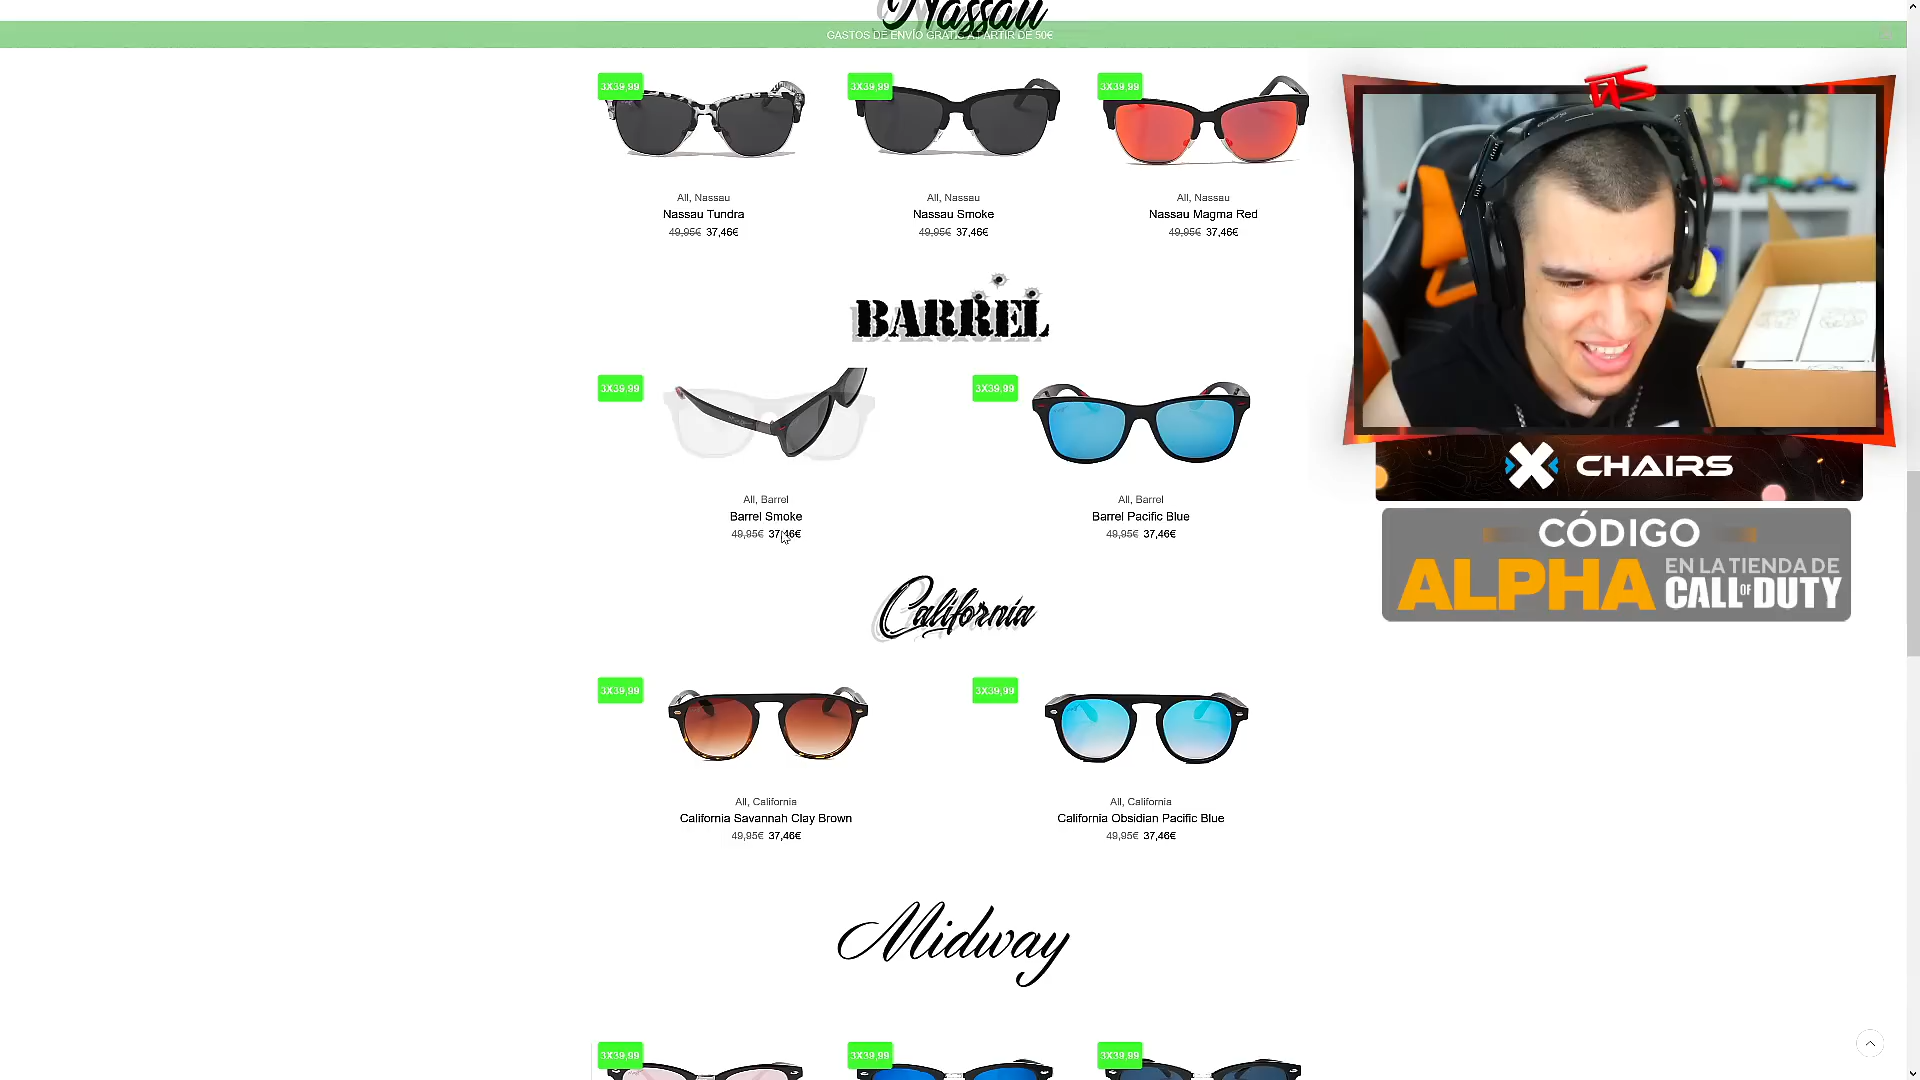 Nassau
GASTOS DE ENVÍO GRATIS A PARTIR DE 50€
3X39,99
3X39,99
3X39,99
All, Nassau
Nassau Tundra
49,95€ 37,46€
All, Nassau
Nassau Smoke
49,95€ 37,46€
All, Nassau
Nassau Magma Red
49,95€ 37,46€
BARREL
3X39,99
3X39,99
All, Barrel
Barrel Smoke
49,95€ 37,46€
All, Barrel
Barrel Pacific Blue
49,95€ 37,46€
X CHAIRS
CÓDIGO
ALPHA
EN LA TIENDA DE
CALL OF DUTY
California
3X39,99
3X39,99
All, California
California Savannah Clay Brown
49,95€ 37,46€
All, California
California Obsidian Pacific Blue
49,95€ 37,46€
Midway
3X39,99
3X39,99
3X39,99